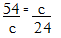 54/c = c/24